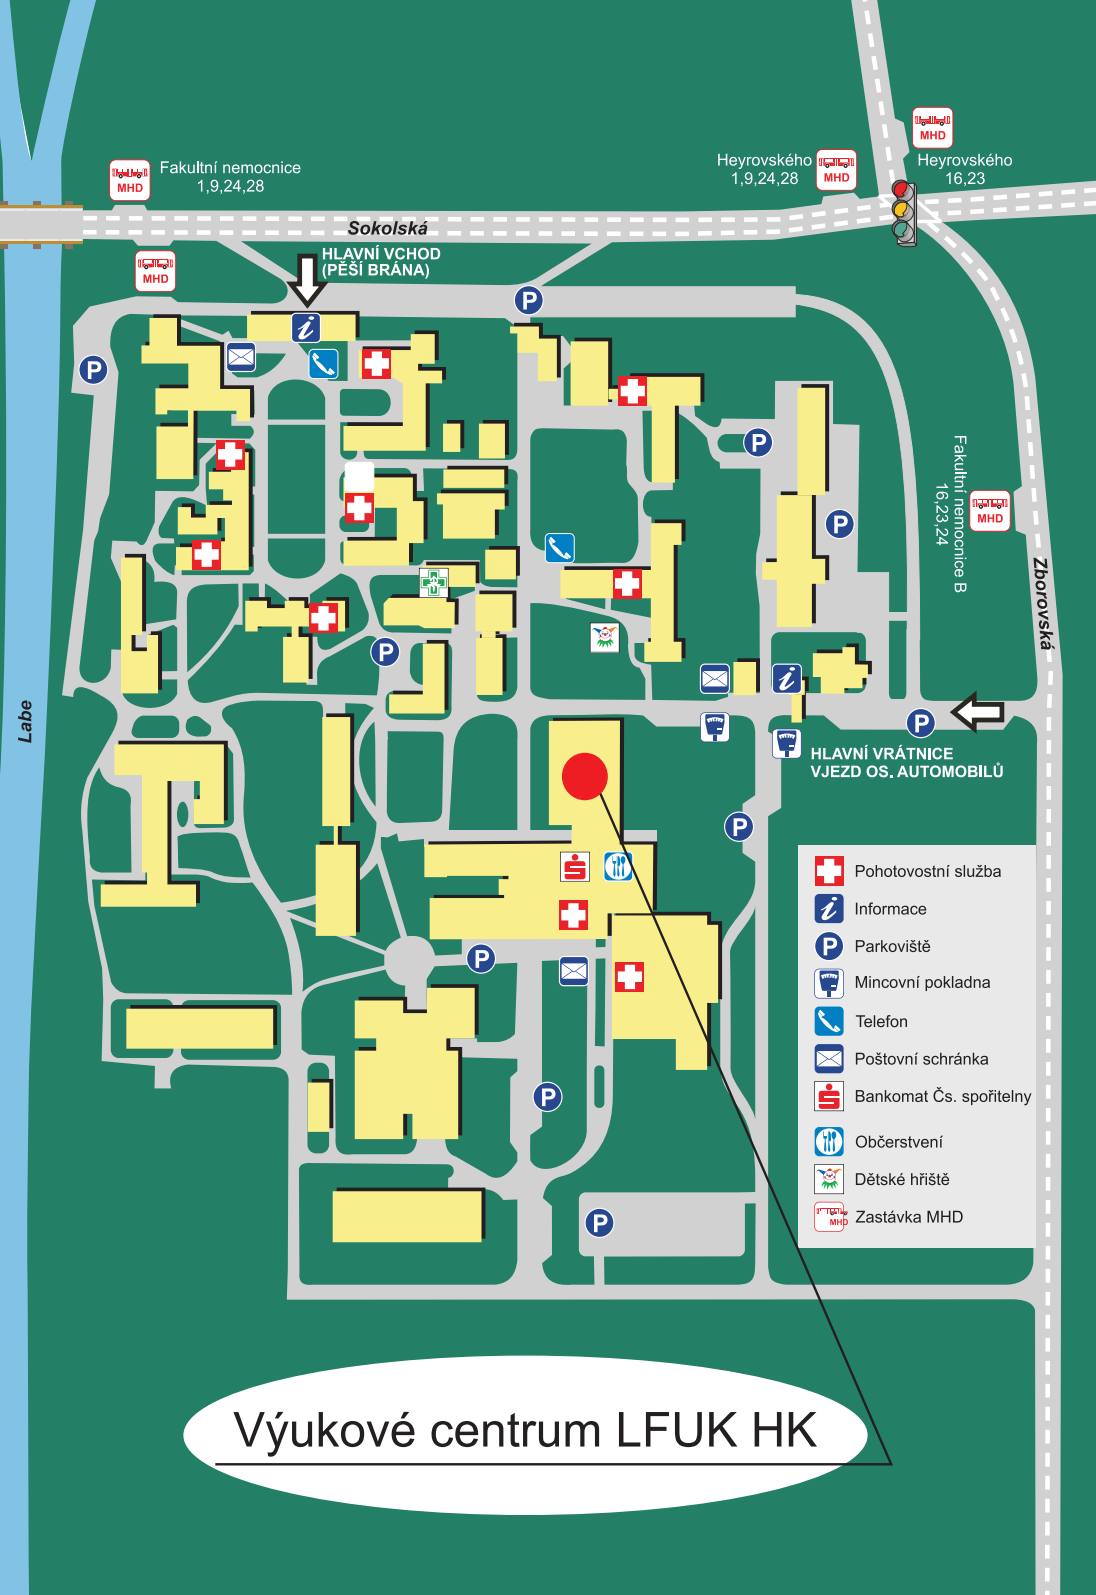 MHD
Fakultní nemocnice
1,9,24,28
MHD
Heyrovského
1,9,24,28
MHD
MHD
Heyrovského
16,23
Sokolská
HLAVNÍ VCHOD
(PĚŠÍ BRÁNA)
i
P
P
P
P
Fakultní nemocnice B
16,23,24
MHD
Zborovská
P
i
Labe
P
HLAVNÍ VRÁTNICE
VJEZD OS. AUTOMOBILŮ
P
S
P
P
P
Pohotovostní služba
i Informace
P Parkoviště
Mincovní pokladna
Telefon
Poštovní schránka
S Bankomat Čs. spořitelny
Občerstvení
Dětské hřiště
MHD Zastávka MHD
Výukové centrum LFUK HK